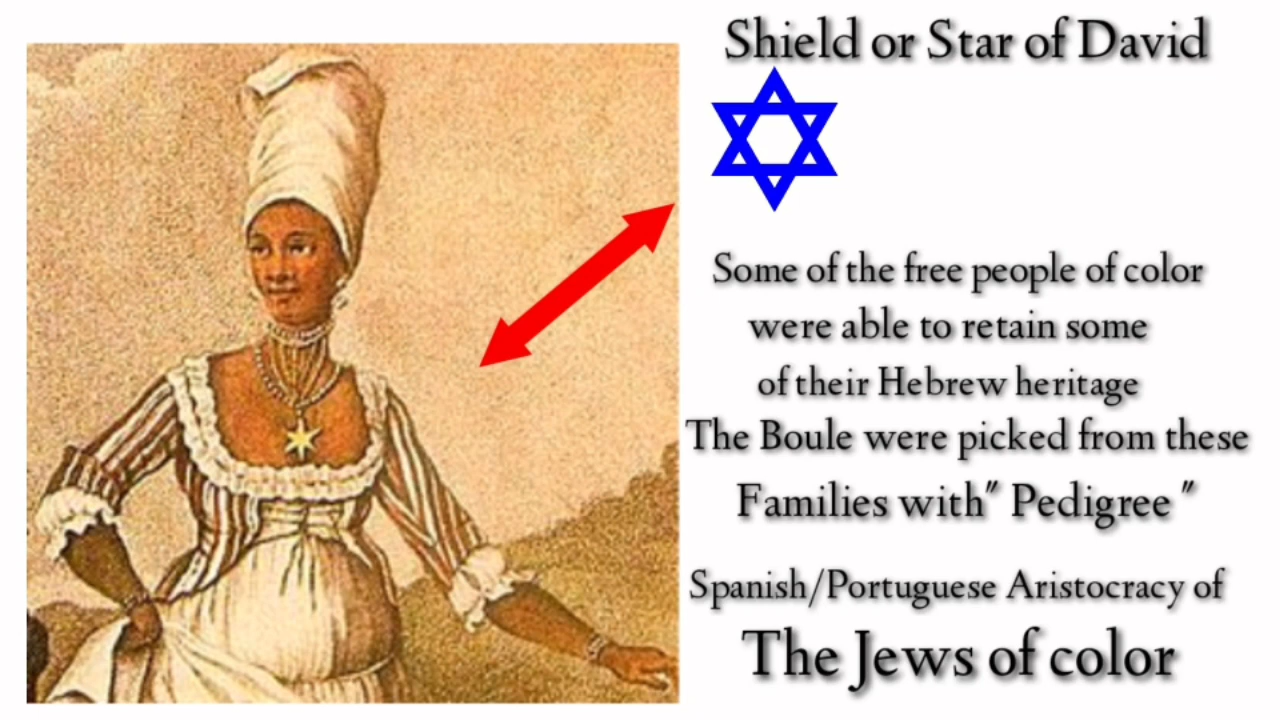 Shield or Star of David
Some of the free people of color
were able to retain some
of their Hebrew heritage
The Boule were picked from these
Families with" Pedigree "
Spanish/Portuguese Aristocracy of
The Jews of color